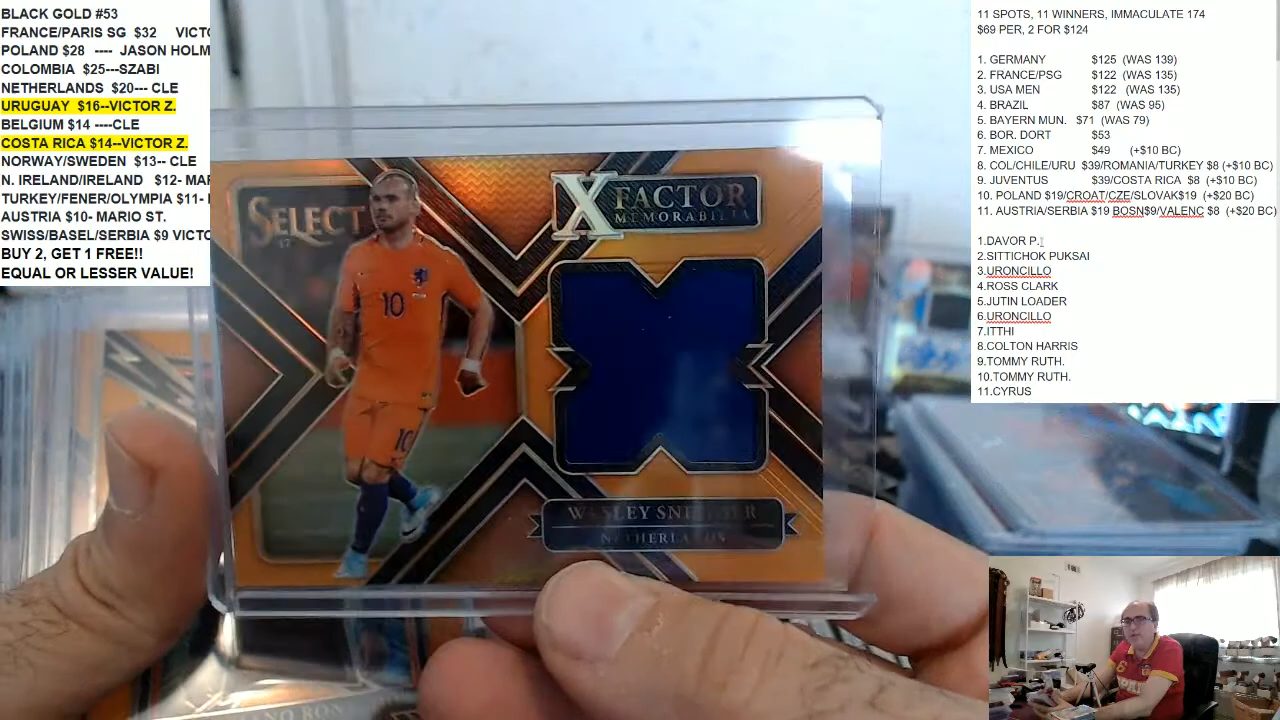 BLACK GOLD #53
FRANCE/PARIS SG $32 VICTO
POLAND $28 ---- JASON HOLM
COLOMBIA $25---SZABI
NETHERLANDS $20--- CLE
URUGUAY $16--VICTOR Z.
BELGIUM $14 ----CLE
COSTA RICA $14--VICTOR Z.
NORWAY/SWEDEN $13-- CLE
N. IRELAND/IRELAND $12- MAR
TURKEY/FENER/OLYMPIA $11-
AUSTRIA $10- MARIO ST.
SWISS/BASEL/SERBIA $9 VICTO
BUY 2, GET 1 FREE!!
EQUAL OR LESSER VALUE!
SELECT
X FACTOR
MEMORABILIA
10
10
WESLEY SNEIJDER
NETHERLANDS
11 SPOTS, 11 WINNERS, IMMACULATE 174
$69 PER, 2 FOR $124
1. GERMANY $125 (WAS 139)
2. FRANCE/PSG $122 (WAS 135)
3. USA MEN $122 (WAS 135)
4. BRAZIL $87 (WAS 95)
5. BAYERN MUN. $71 (WAS 79)
6. BOR. DORT $53
7. MEXICO $49 (+$10 BC)
8. COL/CHILE/URU $39/ROMANIA/TURKEY $8 (+$10 BC)
9. JUVENTUS $39/COSTA RICA $8 (+$10 BC)
10. POLAND $19/CROAT/CZE/SLOVAK$19 (+$20 BC)
11. AUSTRIA/SERBIA $19 BOSN$9/VALENC $8 (+$20 BC)
1.DAVOR P.
2.SITTICHOK PUKSAI
3.URONCILLO
4.ROSS CLARK
5.JUTIN LOADER
6.URONCILLO
7.ITTHI
8.COLTON HARRIS
9.TOMMY RUTH.
10.TOMMY RUTH.
11.CYRUS